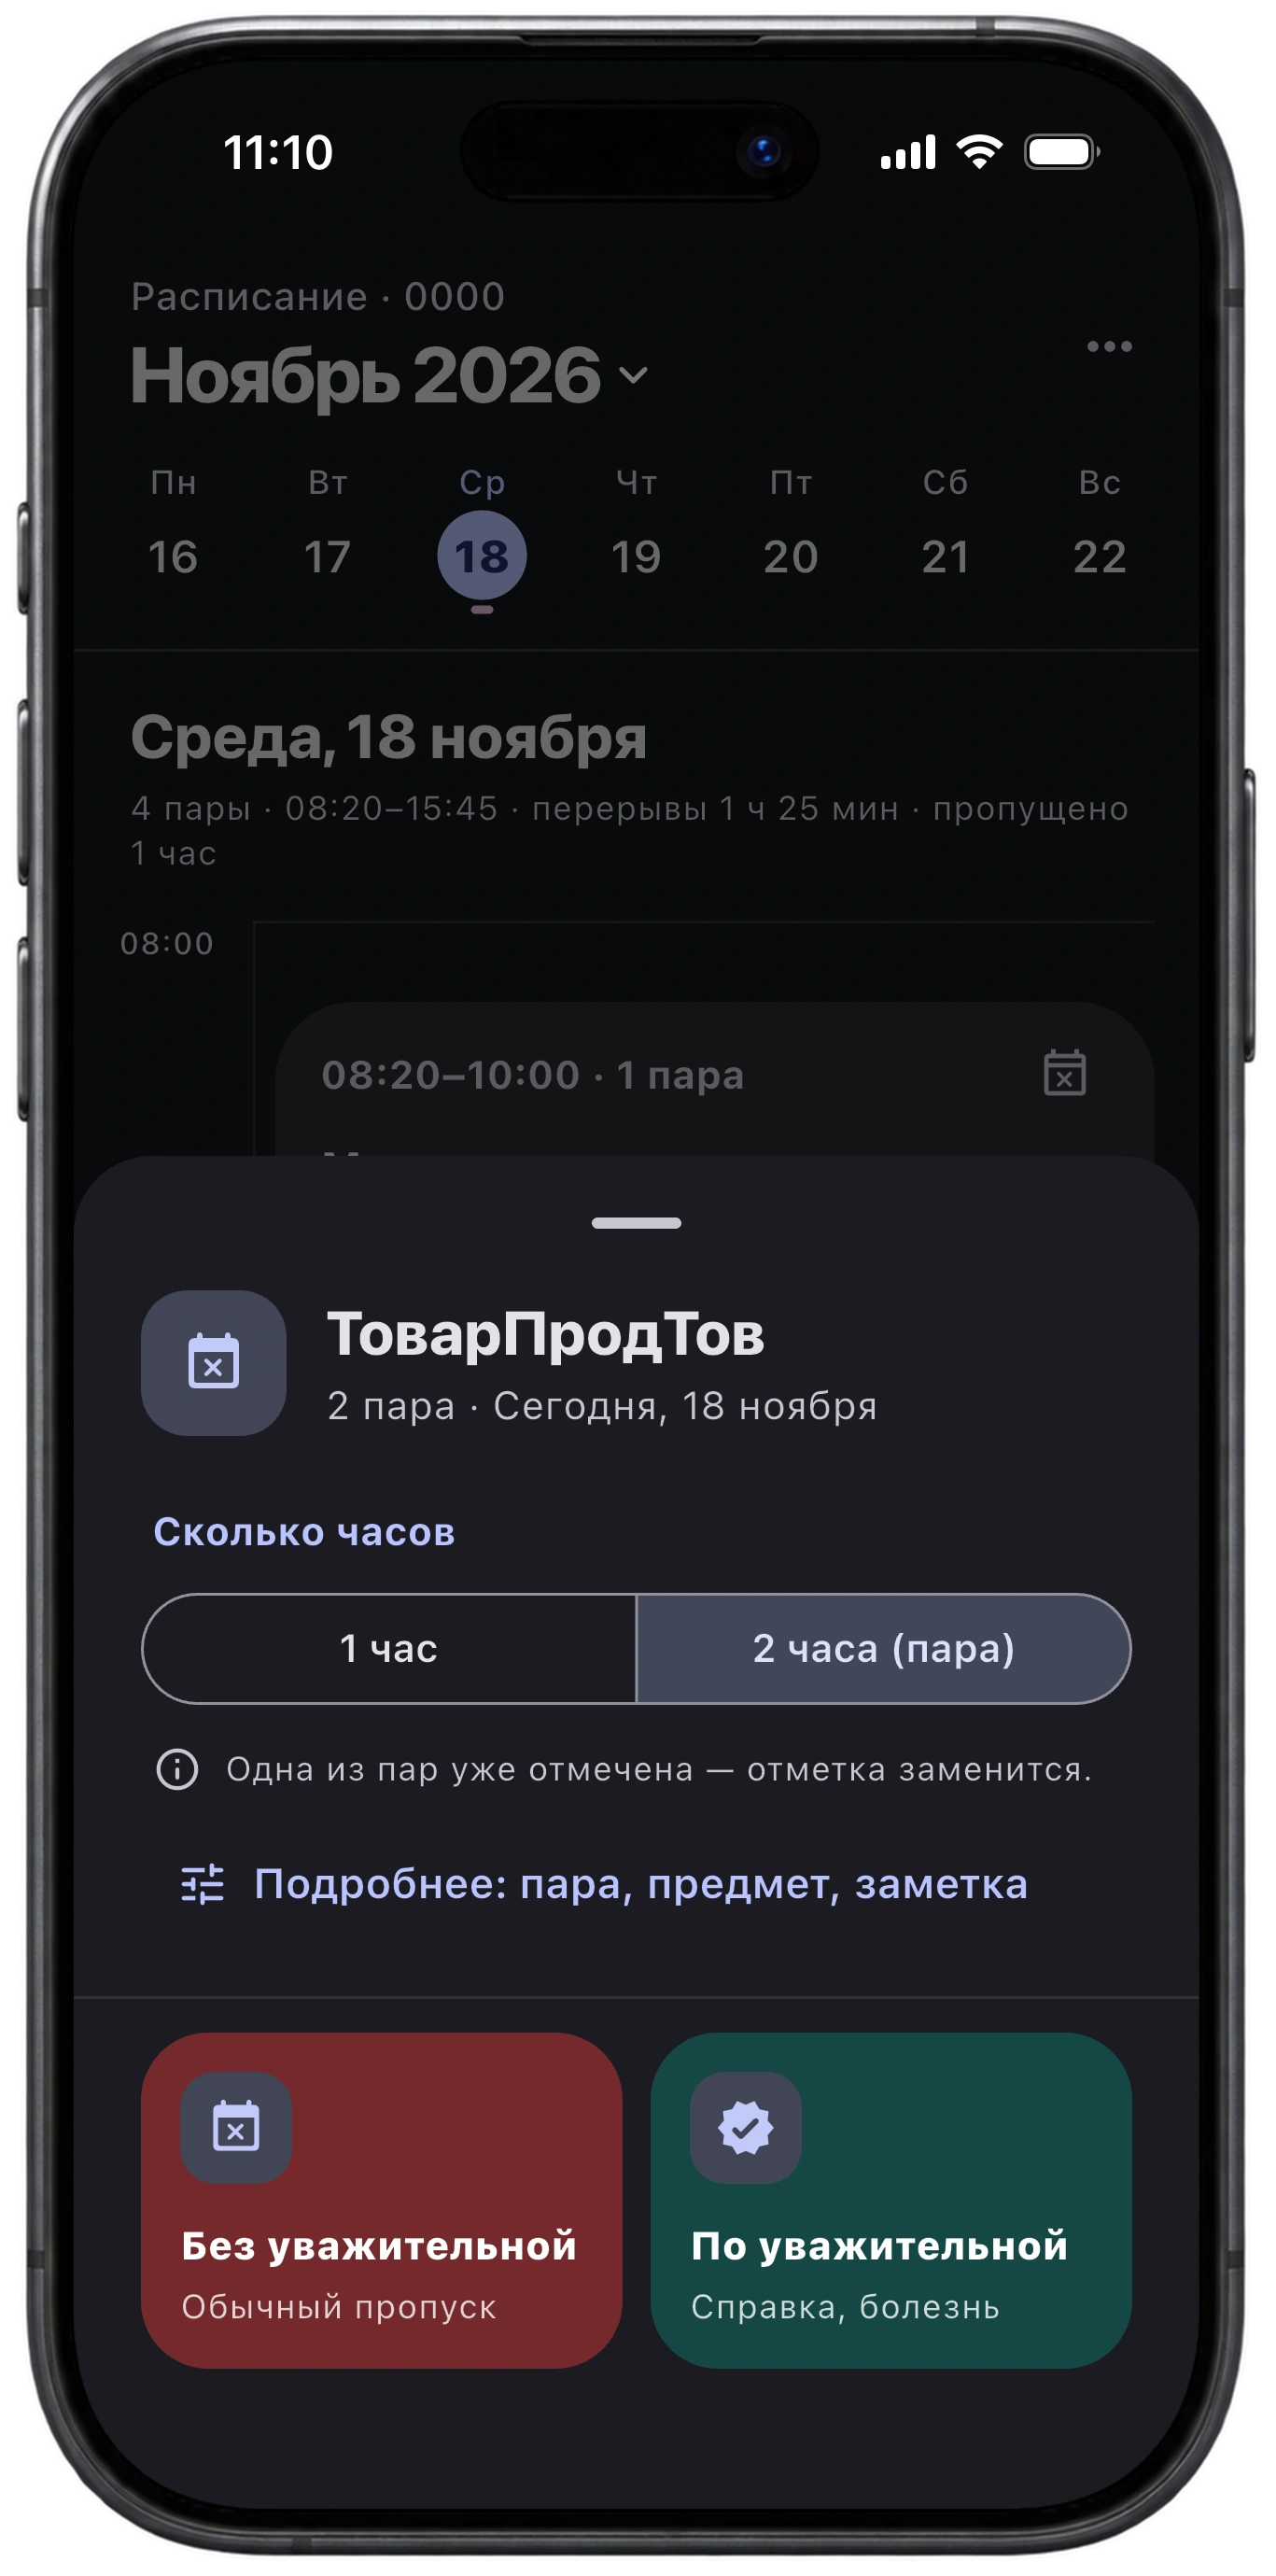 11:10
Расписание · 0000
Ноябрь 2026
Пн Вт Ср Чт Пт Сб Вс
16 17 18 19 20 21 22
Среда, 18 ноября
4 пары · 08:20–15:45 · перерывы 1 ч 25 мин · пропущено
1 час
08:00
08:20–10:00 · 1 пара
ТоварПродТов
2 пара · Сегодня, 18 ноября
Сколько часов
1 час
2 часа (пара)
Одна из пар уже отмечена — отметка заменится.
Подробнее: пара, предмет, заметка
Без уважительной
Обычный пропуск
По уважительной
Справка, болезнь